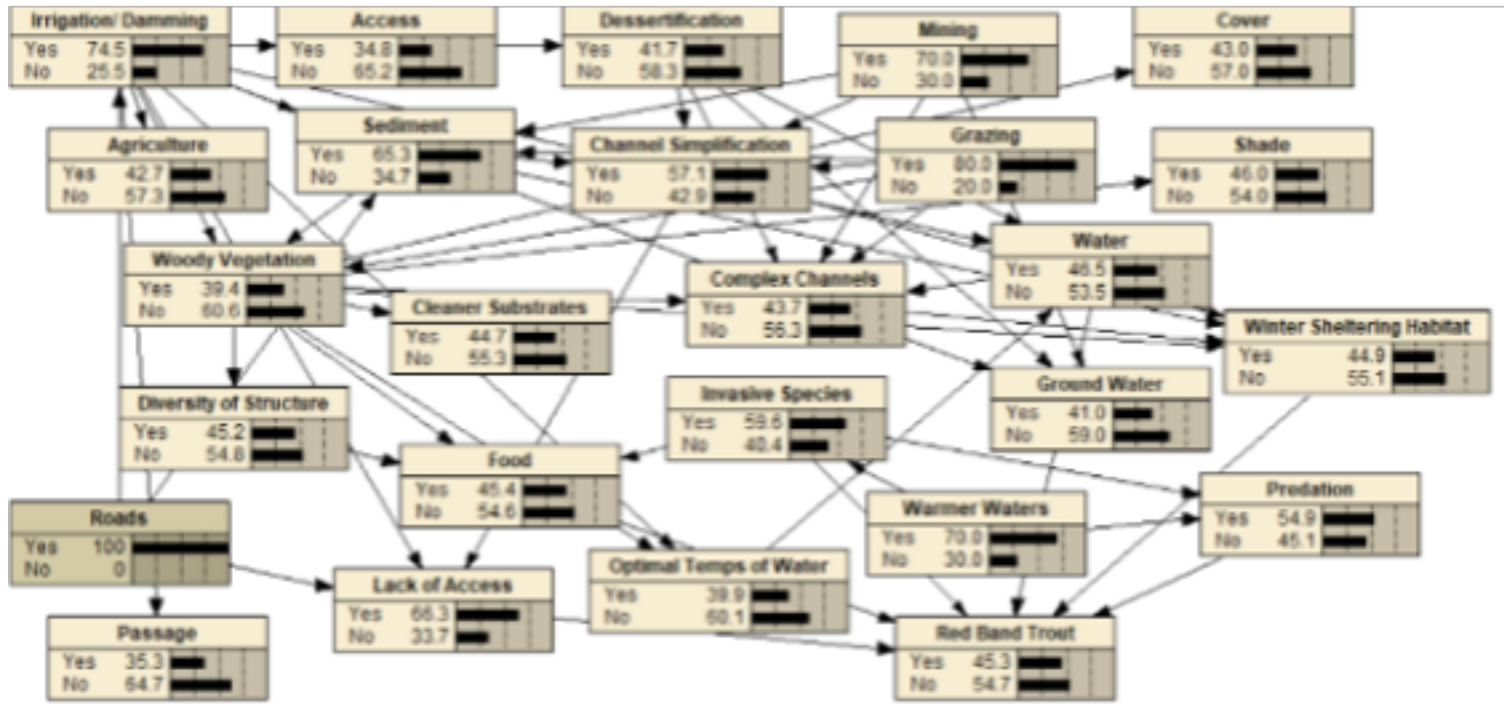 Irrigation/ Damming
Yes 74.5
No 25.5
Access
Yes 34.8
No 65.2
Dessertification
Yes 41.7
No 58.3
Mining
Yes 70.0
No 30.0
Cover
Yes 43.0
No 57.0
Agriculture
Yes 42.7
No 57.3
Sediment
Yes 65.3
No 34.7
Channel Simplification
Yes 57.1
No 42.9
Grazing
Yes 80.0
No 20.0
Shade
Yes 46.0
No 54.0
Woody Vegetation
Yes 39.4
No 60.6
Cleaner Substrates
Yes 44.7
No 55.3
Complex Channels
Yes 43.7
No 56.3
Water
Yes 46.5
No 53.5
Winter Sheltering Habitat
Yes 44.9
No 55.1
Diversity of Structure
Yes 45.2
No 54.8
Food
Yes 45.4
No 54.6
Invasive Species
Yes 59.6
No 40.4
Ground Water
Yes 41.0
No 59.0
Roads
Yes 100
No 0
Lack of Access
Yes 66.3
No 33.7
Optimal Temps of Water
Yes 39.9
No 60.1
Warmer Waters
Yes 70.0
No 30.0
Predation
Yes 54.9
No 45.1
Passage
Yes 35.3
No 64.7
Red Band Trout
Yes 45.3
No 54.7